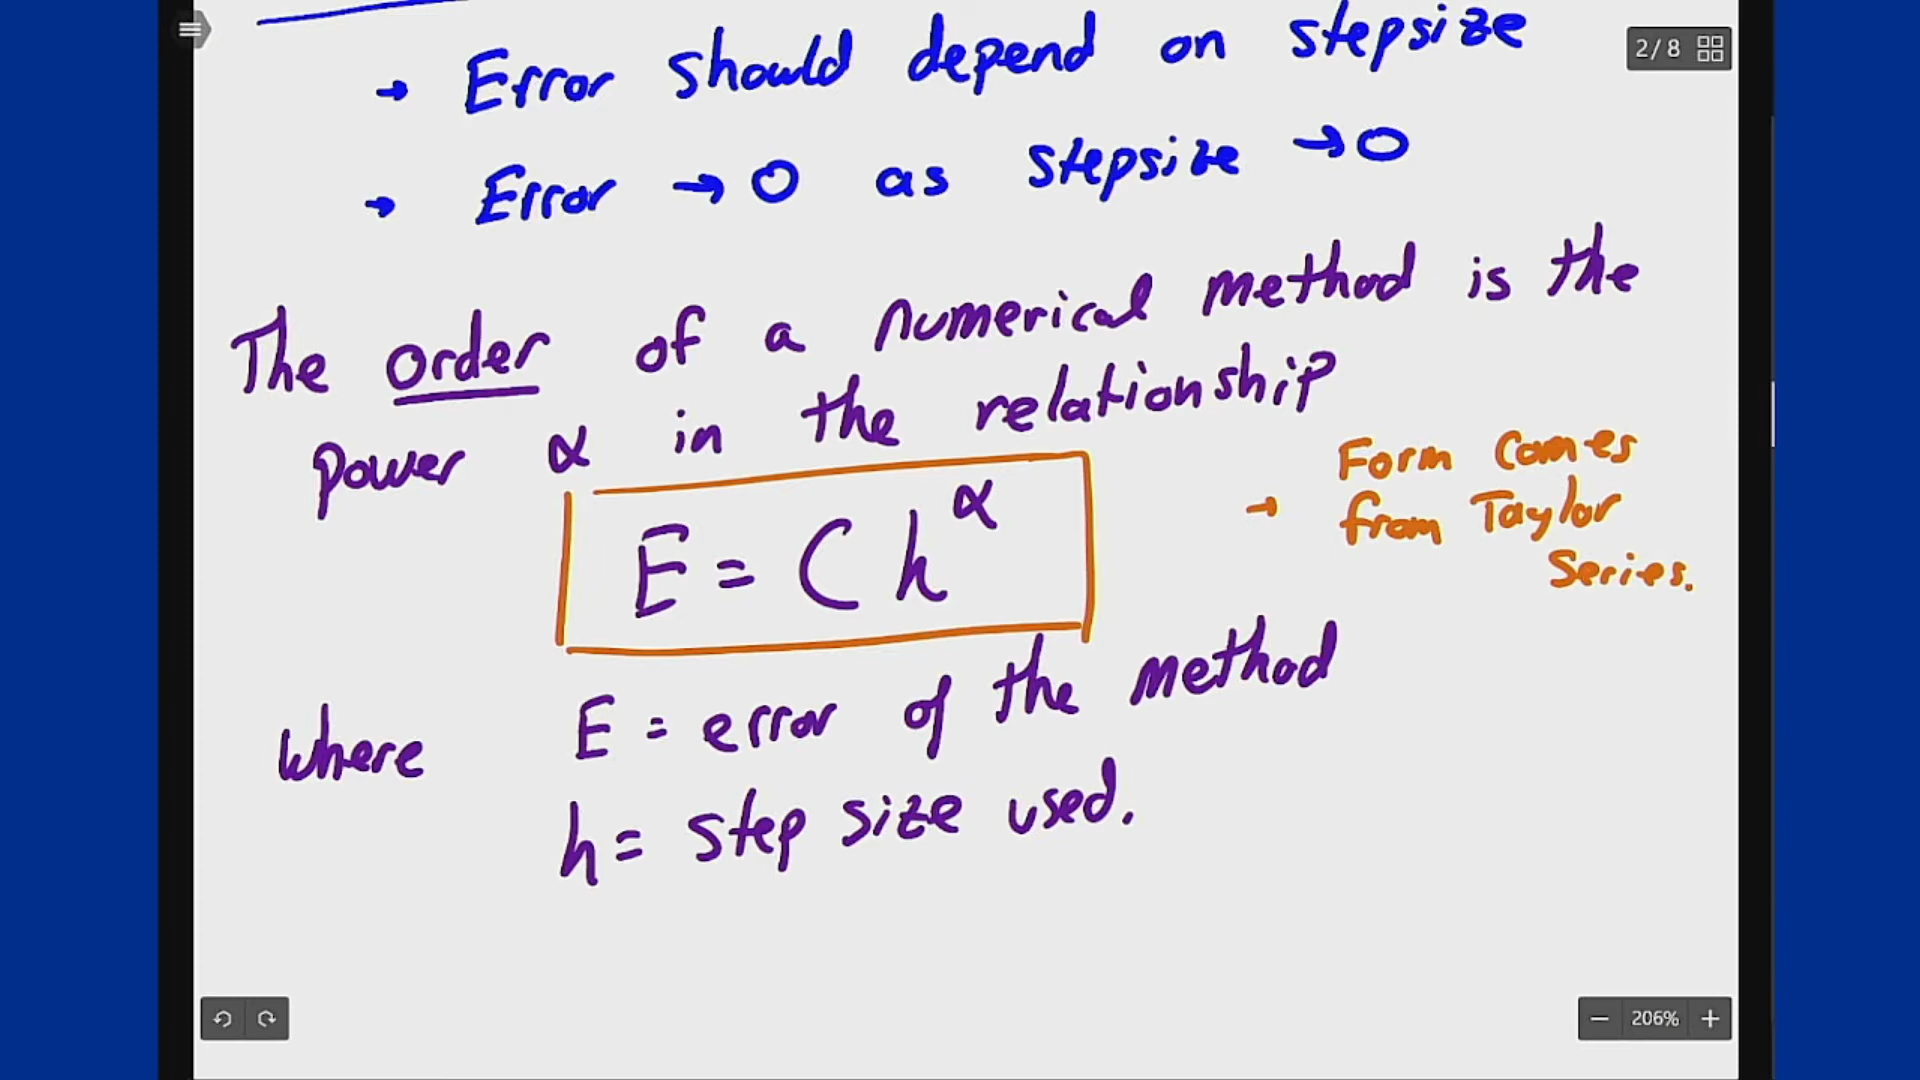 2/8
→ Error should depend on stepsize
→ Error → 0 as stepsize → 0
The order of a numerical method is the
power α in the relationship
E = C h^α
→ Form comes
from Taylor
Series.
where E = error of the method
h = step size used.
206%